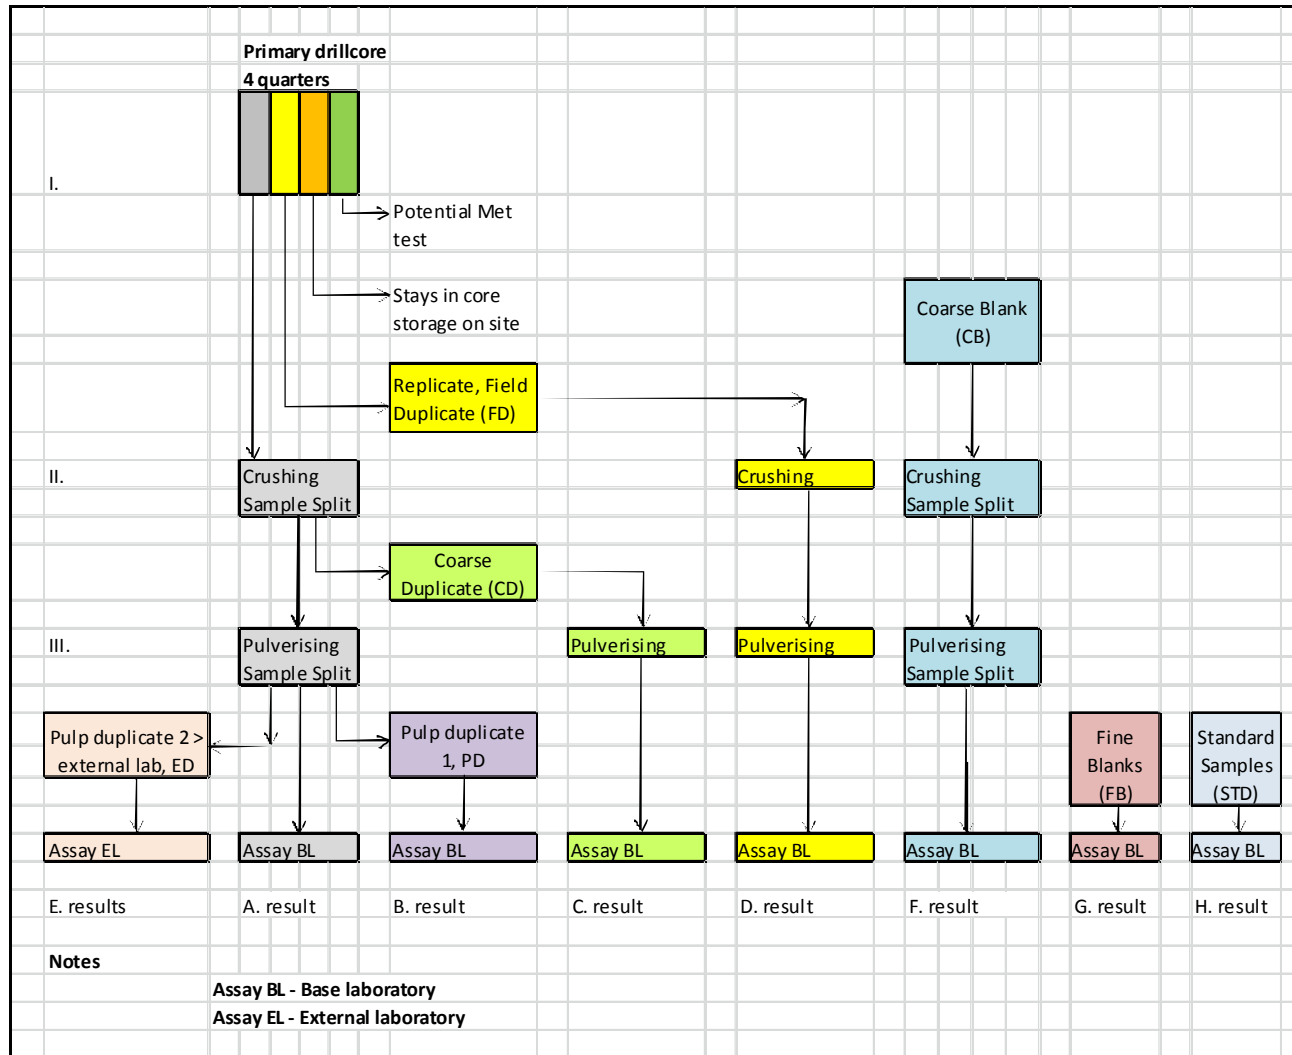 Primary drillcore
4 quarters
I.
Potential Met
test
Stays in core
storage on site
Coarse Blank
(CB)
Replicate, Field
Duplicate (FD)
II.
Crushing
Sample Split
Crushing
Crushing
Sample Split
Coarse
Duplicate (CD)
III.
Pulverising
Sample Split
Pulverising
Pulverising
Pulverising
Sample Split
Pulp duplicate 2 >
external lab, ED
Pulp duplicate
1, PD
Fine
Blanks
(FB)
Standard
Samples
(STD)
Assay EL
Assay BL
Assay BL
Assay BL
Assay BL
Assay BL
Assay BL
Assay BL
E. results
A. result
B. result
C. result
D. result
F. result
G. result
H. result
Notes
Assay BL - Base laboratory
Assay EL - External laboratory